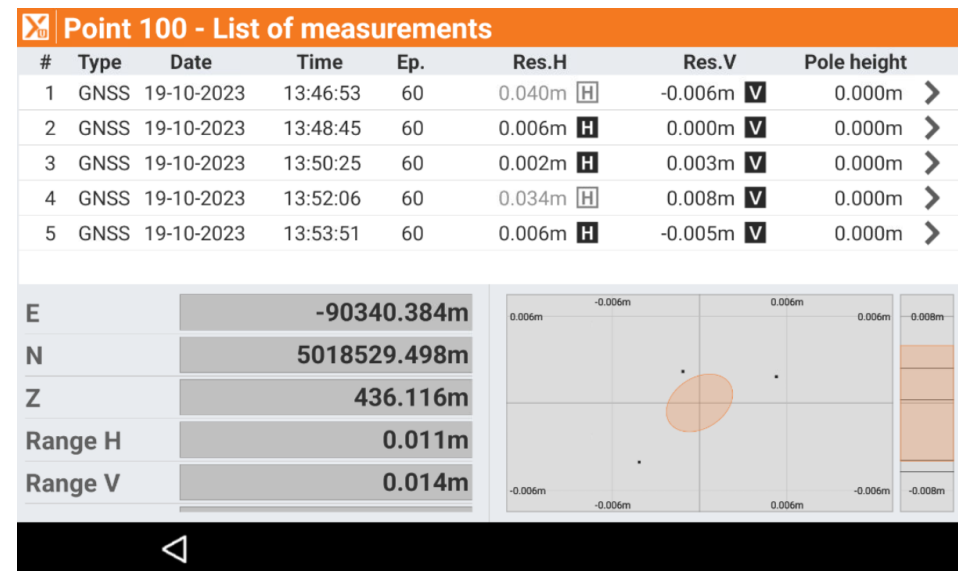 Point 100 - List of measurements
# Type Date Time Ep. Res.H Res.V Pole height
1 GNSS 19-10-2023 13:46:53 60 0.040m H -0.006m V 0.000m
2 GNSS 19-10-2023 13:48:45 60 0.006m H 0.000m V 0.000m
3 GNSS 19-10-2023 13:50:25 60 0.002m H 0.003m V 0.000m
4 GNSS 19-10-2023 13:52:06 60 0.034m H 0.008m V 0.000m
5 GNSS 19-10-2023 13:53:51 60 0.006m H -0.005m V 0.000m
E -90340.384m
N 5018529.498m
Z 436.116m
Range H 0.011m
Range V 0.014m
-0.006m 0.006m
0.006m 0.006m 0.008m
-0.006m -0.006m -0.008m
-0.006m 0.006m